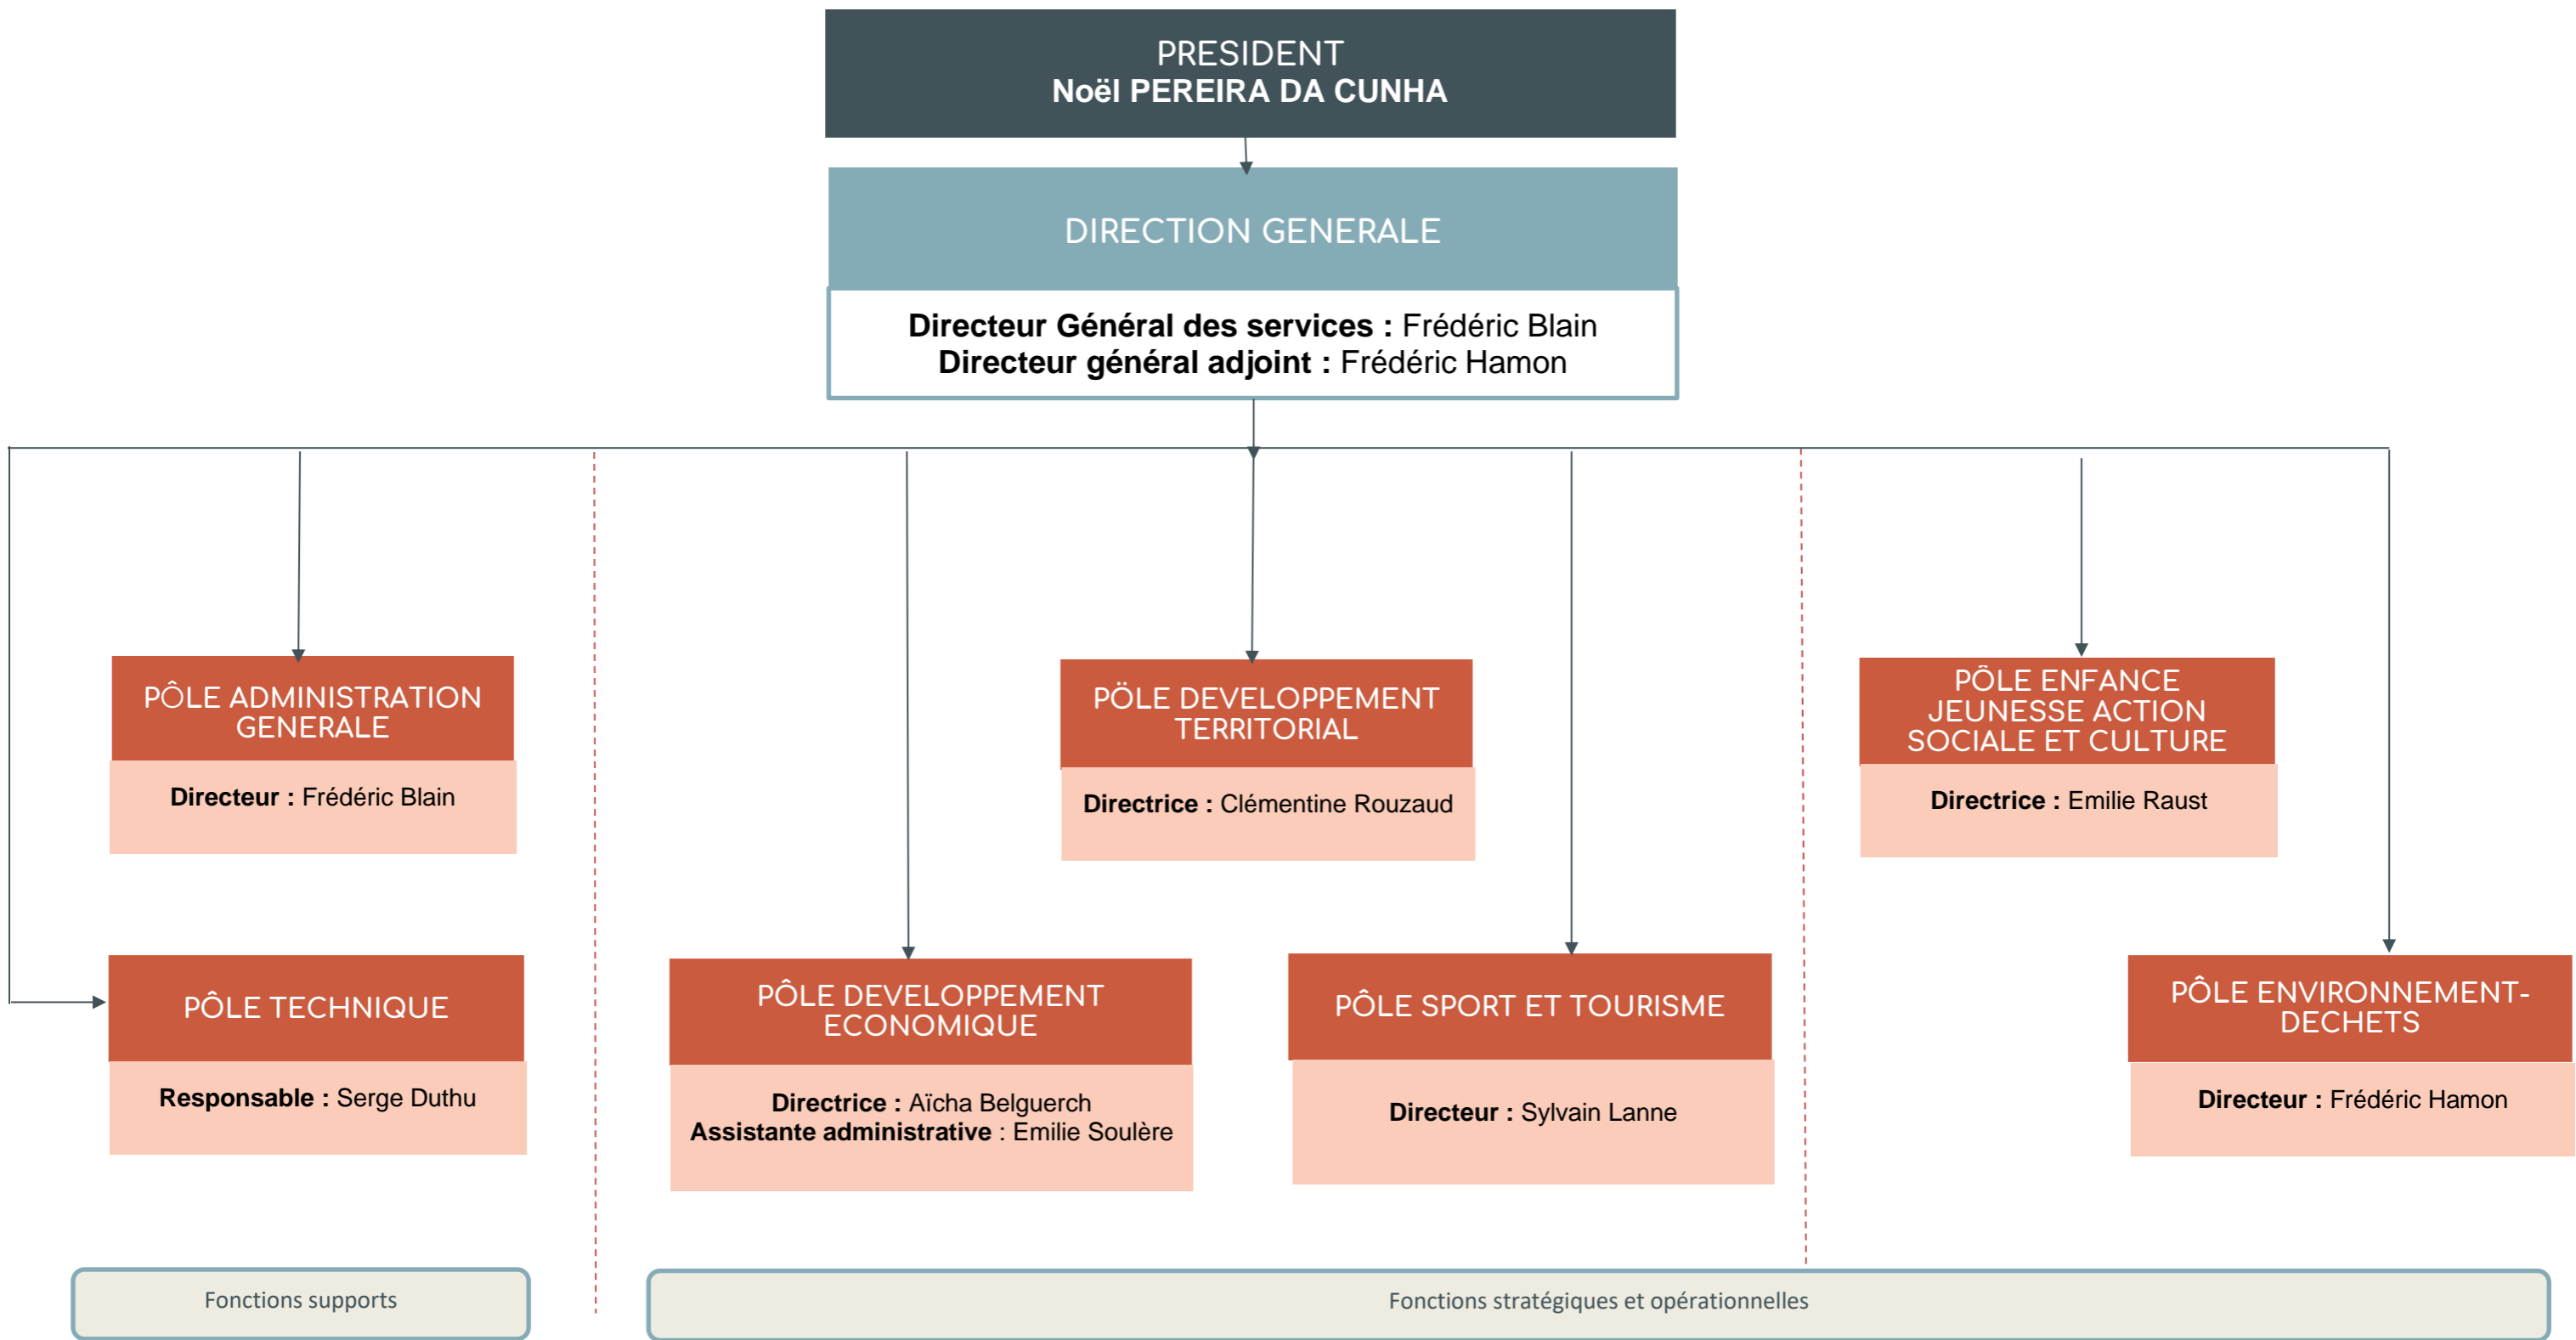 PRESIDENT
Noël PEREIRA DA CUNHA
DIRECTION GENERALE
Directeur Général des services : Frédéric Blain
Directeur général adjoint : Frédéric Hamon
PÔLE ADMINISTRATION
GENERALE
Directeur : Frédéric Blain
PÖLE DEVELOPPEMENT
TERRITORIAL
Directrice : Clémentine Rouzaud
PÔLE ENFANCE
JEUNESSE ACTION
SOCIALE ET CULTURE
Directrice : Emilie Raust
PÔLE TECHNIQUE
Responsable : Serge Duthu
PÔLE DEVELOPPEMENT
ECONOMIQUE
Directrice : Aïcha Belguerch
Assistante administrative : Emilie Soulère
PÔLE SPORT ET TOURISME
Directeur : Sylvain Lanne
PÔLE ENVIRONNEMENT-
DECHETS
Directeur : Frédéric Hamon
Fonctions supports
Fonctions stratégiques et opérationnelles